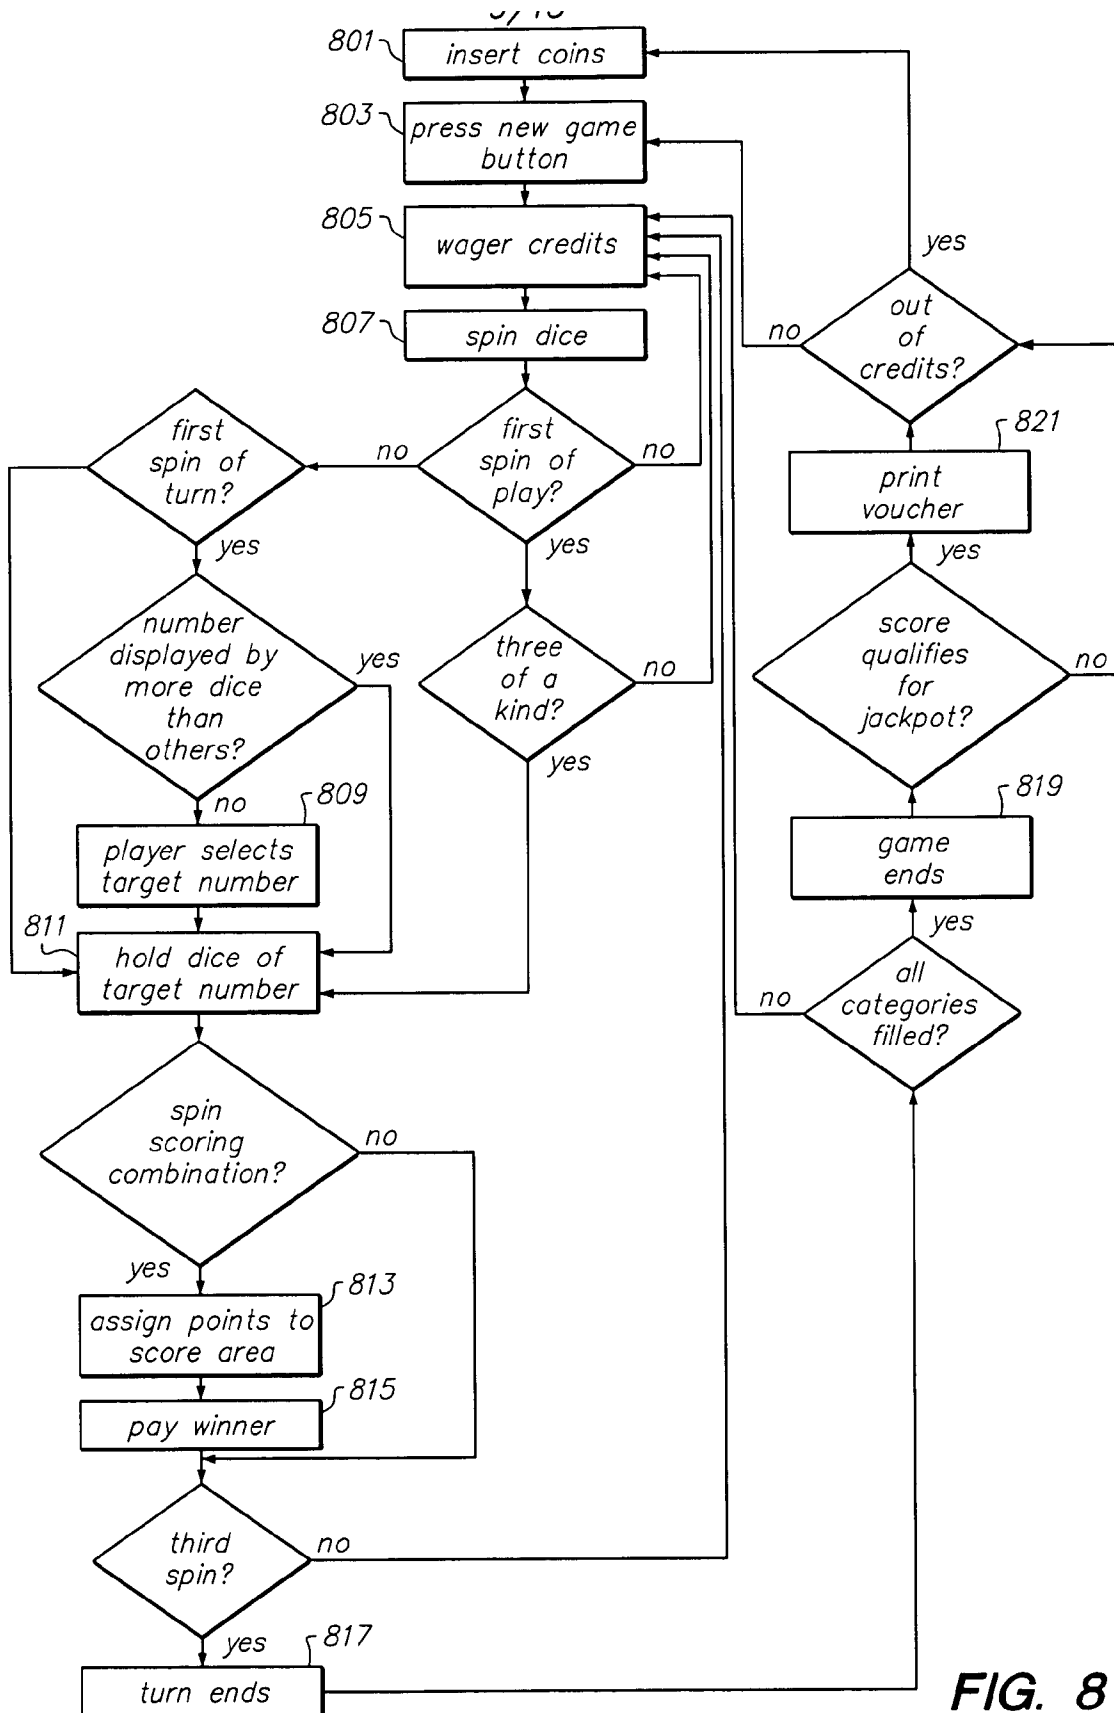 801
insert coins
803
press new game
button
805
wager credits
807
spin dice
first
spin of
play?
no
no
yes
first
spin of
turn?
yes
number
displayed by
more dice
than
others?
yes
no
three
of a
kind?
no
yes
809
player selects
target number
811
hold dice of
target number
spin
scoring
combination?
no
yes
813
assign points to
score area
815
pay winner
third
spin?
no
yes
817
turn ends
all
categories
filled?
no
yes
819
game
ends
score
qualifies
for
jackpot?
no
yes
821
print
voucher
out
of
credits?
no
yes
FIG. 8